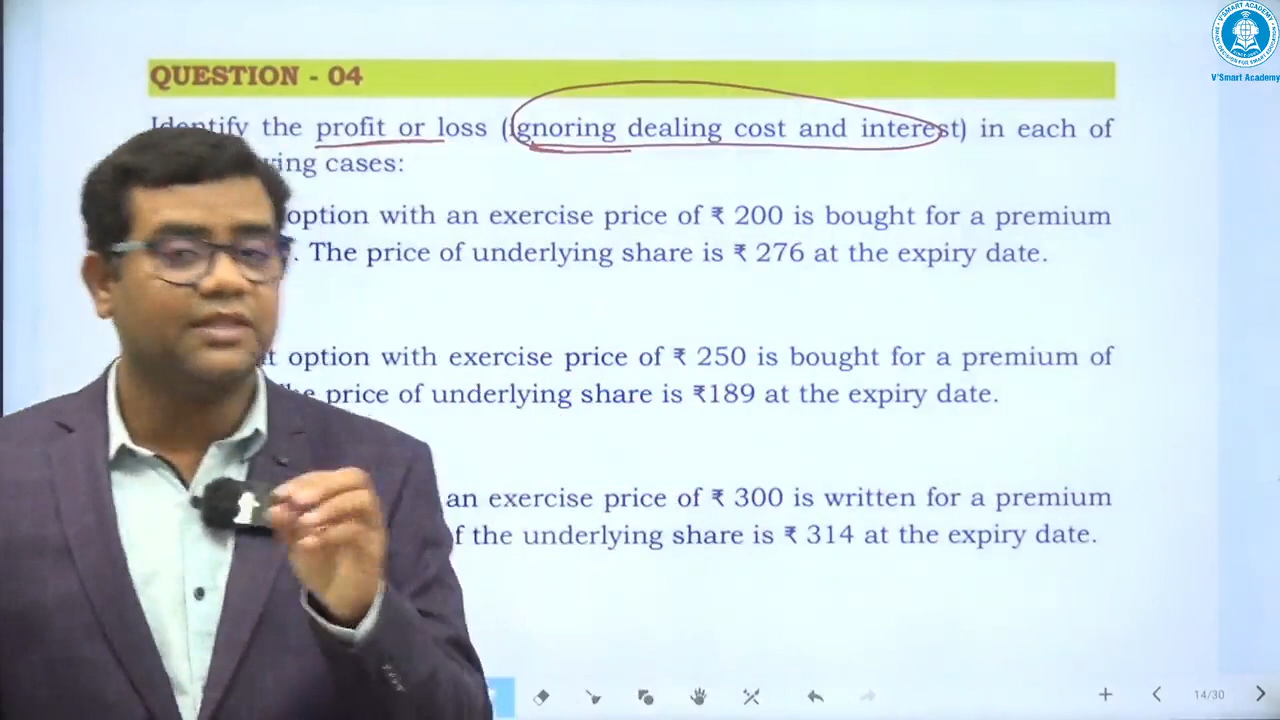 V'SMART ACADEMY
V'Smart Academy
QUESTION - 04
Identify the profit or loss (ignoring dealing cost and interest) in each of
ing cases:
option with an exercise price of ₹ 200 is bought for a premium
. The price of underlying share is ₹ 276 at the expiry date.
t option with exercise price of ₹ 250 is bought for a premium of
e price of underlying share is ₹189 at the expiry date.
an exercise price of ₹ 300 is written for a premium
f the underlying share is ₹ 314 at the expiry date.
14/30